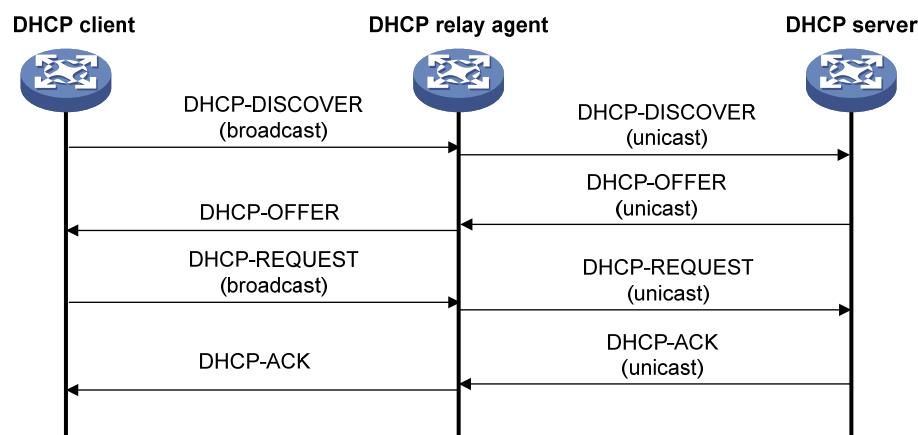 DHCP client
DHCP relay agent
DHCP server
DHCP-DISCOVER
(broadcast)
DHCP-DISCOVER
(unicast)
DHCP-OFFER
(unicast)
DHCP-OFFER
DHCP-REQUEST
(broadcast)
DHCP-REQUEST
(unicast)
DHCP-ACK
(unicast)
DHCP-ACK